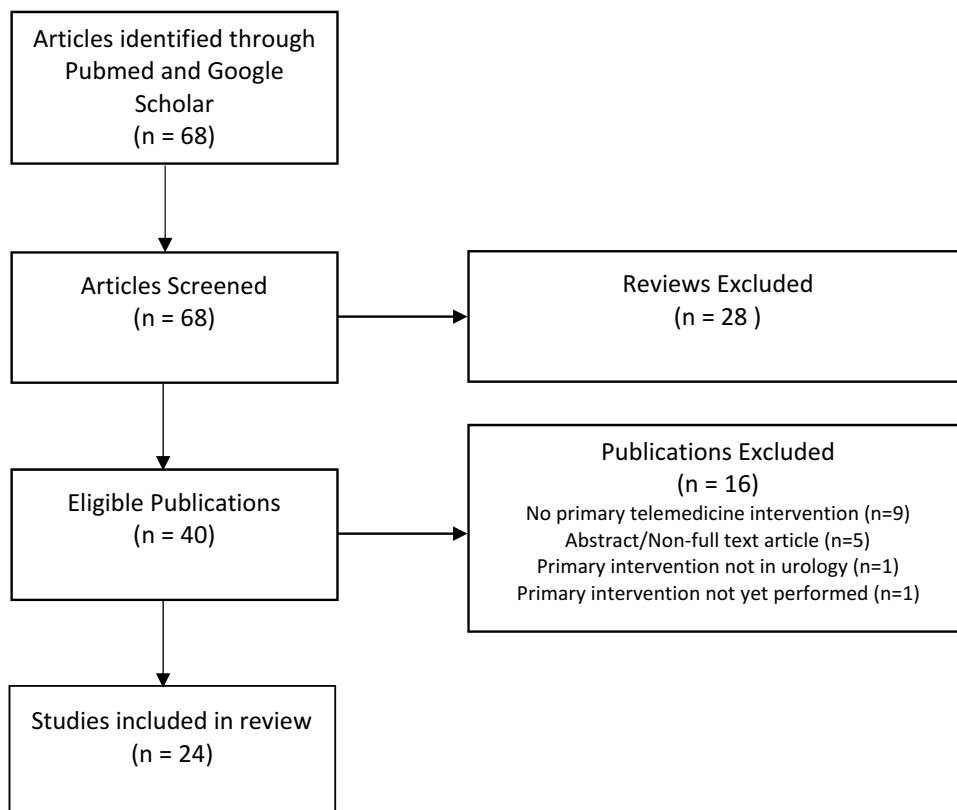 Articles identified through
Pubmed and Google
Scholar
(n = 68)
Articles Screened
(n = 68)
Reviews Excluded
(n = 28 )
Eligible Publications
(n = 40)
Publications Excluded
(n = 16)
No primary telemedicine intervention (n=9)
Abstract/Non-full text article (n=5)
Primary intervention not in urology (n=1)
Primary intervention not yet performed (n=1)
Studies included in review
(n = 24)